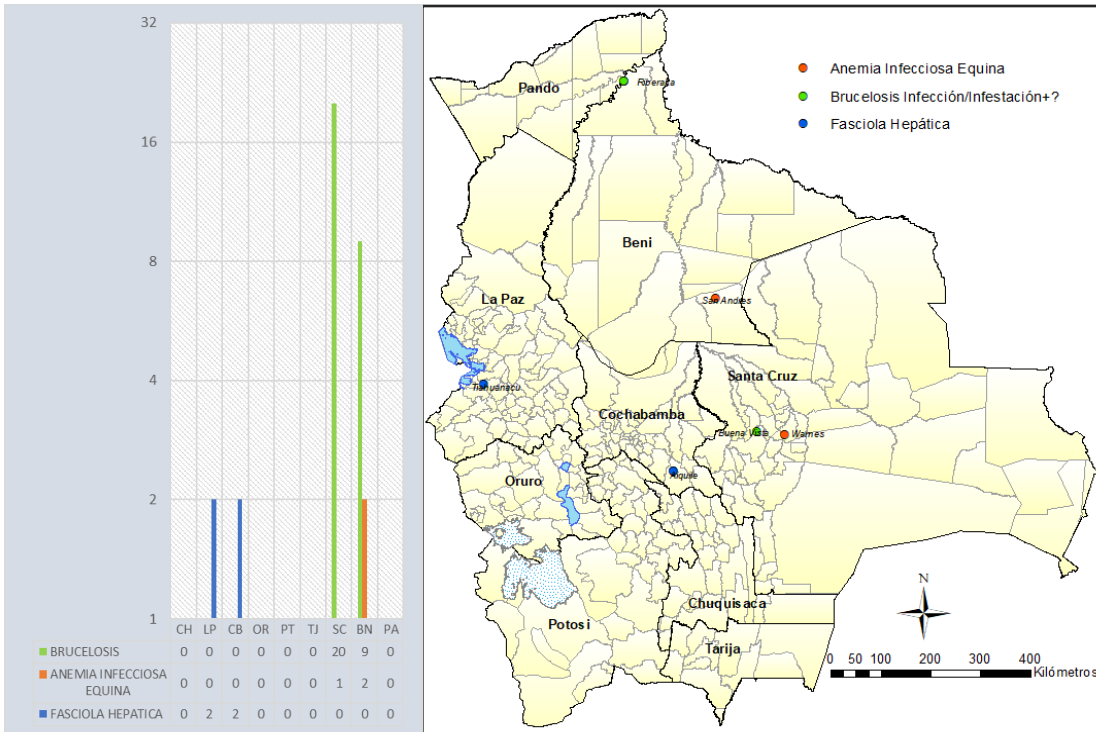 32
16
8
4
2
1
CH LP CB OR PT TJ SC BN PA
BRUCELOSIS 0 0 0 0 0 0 20 9 0
ANEMIA INFECCIOSA
EQUINA 0 0 0 0 0 0 1 2 0
FASCIOLA HEPATICA 0 2 2 0 0 0 0 0 0
Anemia Infecciosa Equina
Brucelosis Infección/Infestación+?
Fasciola Hepática
Riberalta
Pando
Beni
San Andres
La Paz
Santa Cruz
Tiahuanacu
Cochabamba
Buena Vista
Warnes
Oruro
Aiquile
N
Chuquisaca
Potosi
Tarija
0 50 100 200 300 400
Kilómetros